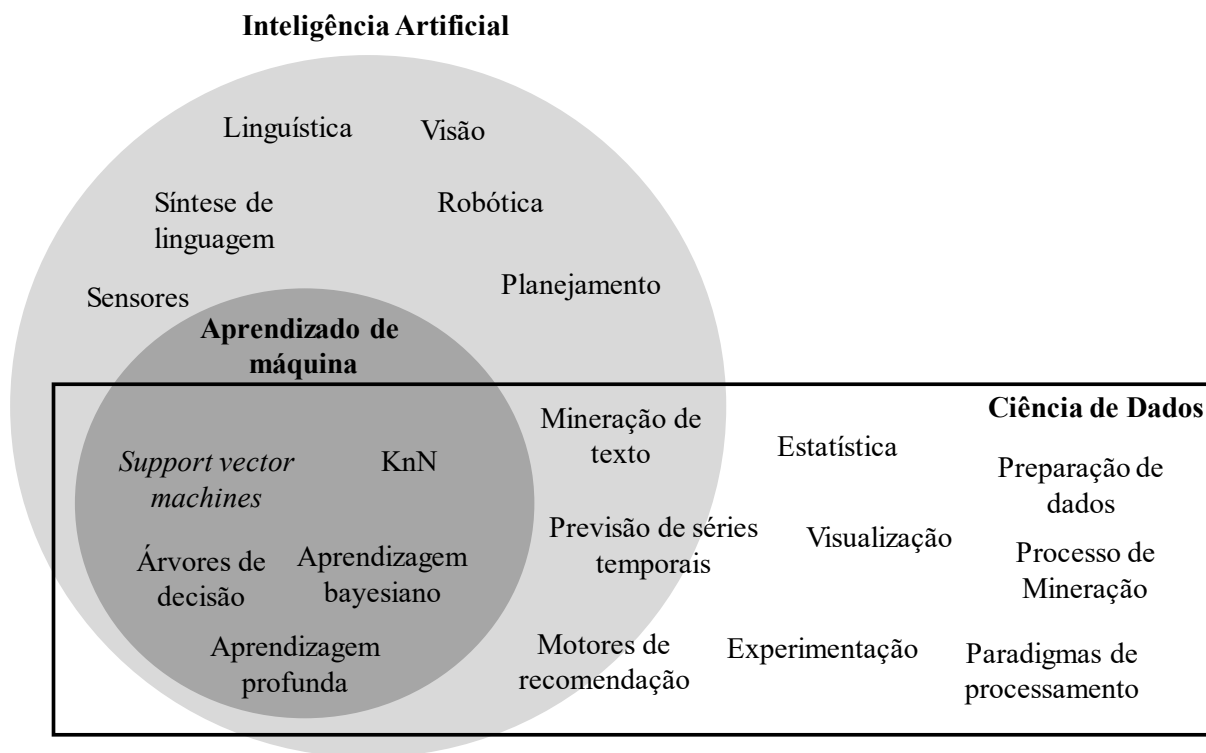 Inteligência Artificial
Linguística
Visão
Síntese de
linguagem
Robótica
Sensores
Planejamento
Aprendizado de
máquina
Ciência de Dados
Support vector
machines
KnN
Árvores de
decisão
Aprendizagem
bayesiano
Aprendizagem
profunda
Mineração de
texto
Previsão de séries
temporais
Motores de
recomendação
Estatística
Visualização
Experimentação
Preparação de
dados
Processo de
Mineração
Paradigmas de
processamento